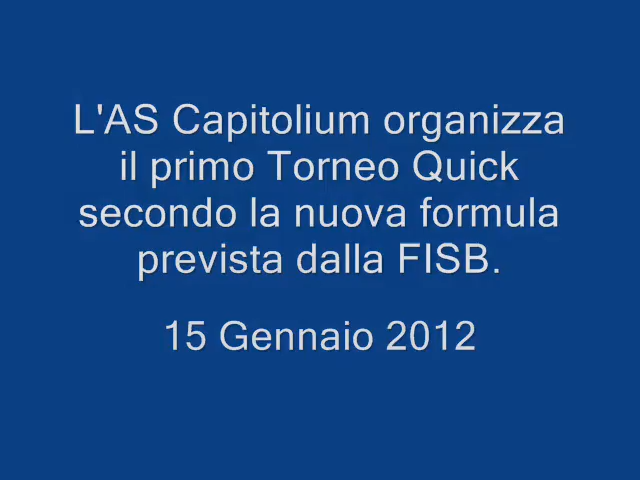 L'AS Capitolium organizza
il primo Torneo Quick
secondo la nuova formula
prevista dalla FISB.
15 Gennaio 2012